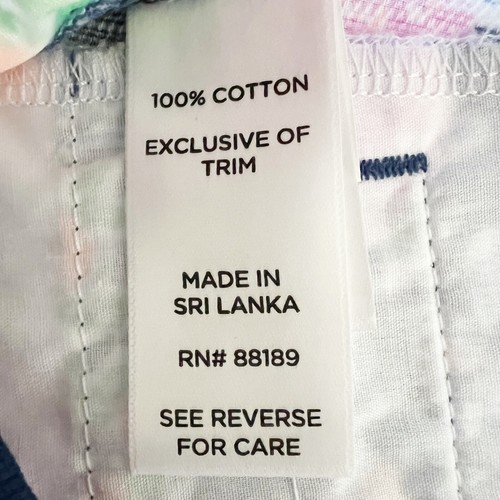 100% COTTON
EXCLUSIVE OF
TRIM
MADE IN
SRI LANKA
RN# 88189
SEE REVERSE
FOR CARE